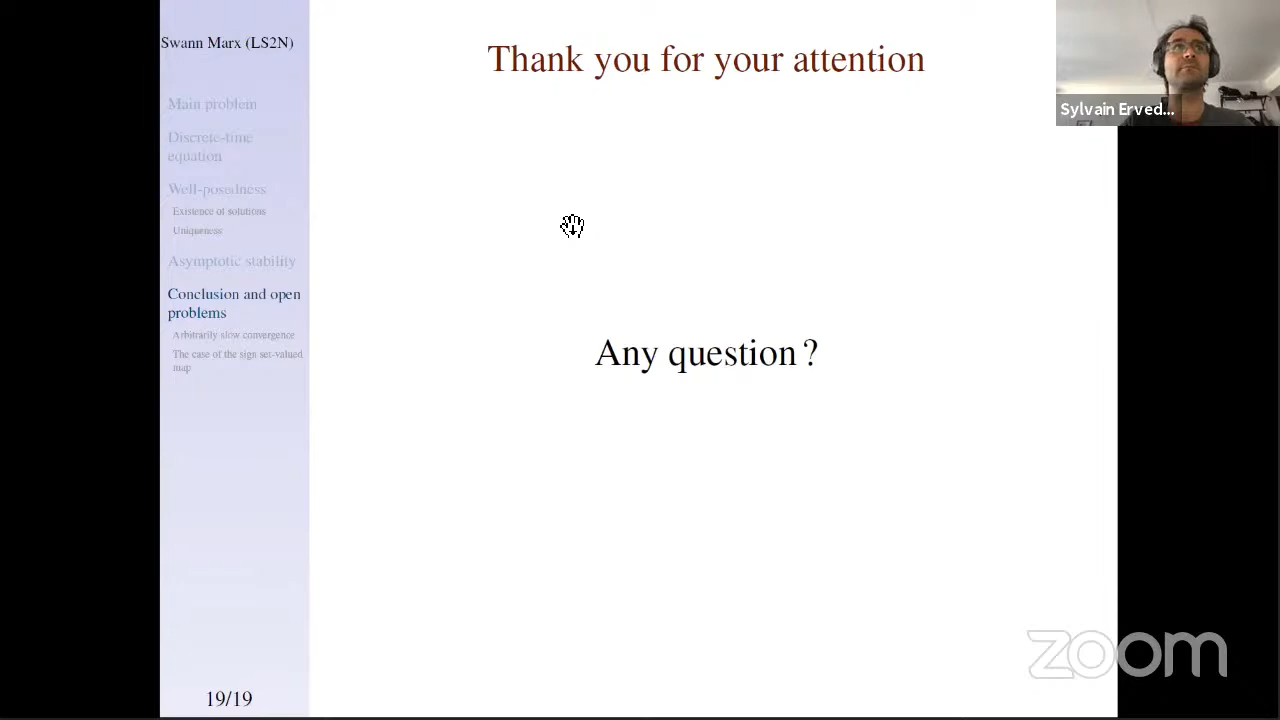 Swann Marx (LS2N)
Main problem
Discrete-time
equation
Well-posedness
Existence of solutions
Uniqueness
Asymptotic stability
Conclusion and open
problems
Arbitrarily slow convergence
The case of the sign set-valued
map
19/19
Thank you for your attention
Any question ?
Sylvain Erved...
zoom